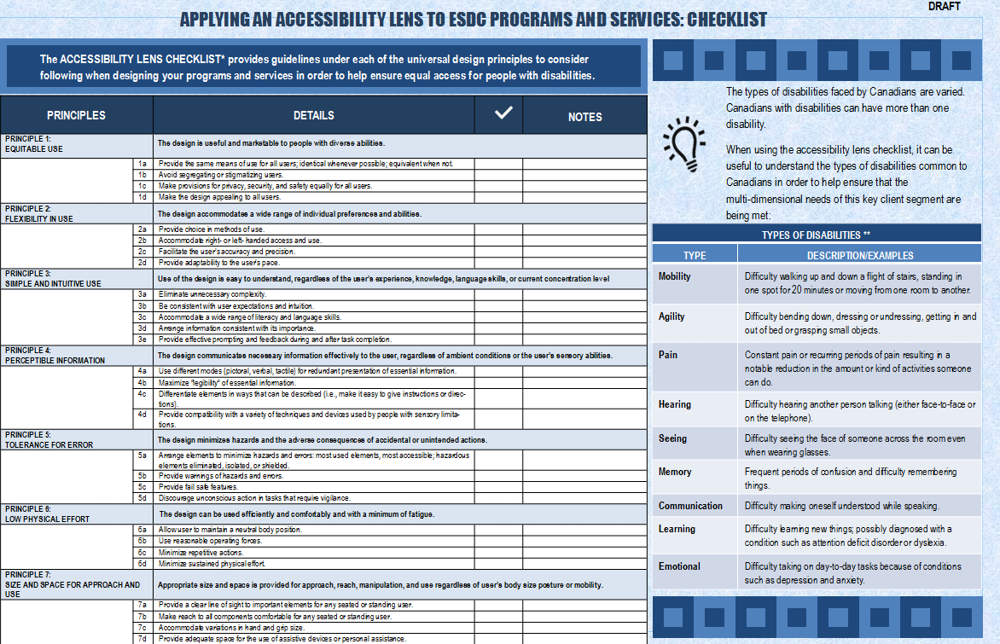 DRAFT
APPLYING AN ACCESSIBILITY LENS TO ESDC PROGRAMS AND SERVICES: CHECKLIST
The ACCESSIBILITY LENS CHECKLIST* provides guidelines under each of the universal design principles to consider
following when designing your programs and services in order to help ensure equal access for people with disabilities.
PRINCIPLES DETAILS ✓ NOTES
PRINCIPLE 1:
EQUITABLE USE
The design is useful and marketable to people with diverse abilities.
1a Provide the same means of use for all users; identical whenever possible; equivalent when not.
1b Avoid segregating or stigmatizing users.
1c Make provisions for privacy, security, and safety equally for all users.
1d Make the design appealing to all users.
PRINCIPLE 2:
FLEXIBILITY IN USE
The design accommodates a wide range of individual preferences and abilities.
2a Provide choice in methods of use.
2b Accommodate right- or left- handed access and use.
2c Facilitate the user's accuracy and precision.
2d Provide adaptability to the user's pace.
PRINCIPLE 3:
SIMPLE AND INTUITIVE USE
Use of the design is easy to understand, regardless of the user's experience, knowledge, language skills, or current concentration level
3a Eliminate unnecessary complexity.
3b Be consistent with user expectations and intuition.
3c Accommodate a wide range of literacy and language skills.
3d Arrange information consistent with its importance.
3e Provide effective prompting and feedback during and after task completion.
PRINCIPLE 4:
PERCEPTIBLE INFORMATION
The design communicates necessary information effectively to the user, regardless of ambient conditions or the user's sensory abilities.
4a Use different modes (pictoral, verbal, tactile) for redundant presentation of essential information.
4b Maximize "legibility" of essential information.
4c Differentiate elements in ways that can be described (i.e., make it easy to give instructions or direc-
tions).
4d Provide compatibility with a variety of techniques and devices used by people with sensory limita-
tions.
PRINCIPLE 5:
TOLERANCE FOR ERROR
The design minimizes hazards and the adverse consequences of accidental or unintended actions.
5a Arrange elements to minimize hazards and errors: most used elements, most accessible; hazardous
elements eliminated, isolated, or shielded.
5b Provide warnings of hazards and errors.
5c Provide fail safe features.
5d Discourage unconscious action in tasks that require vigilance.
PRINCIPLE 6:
LOW PHYSICAL EFFORT
The design can be used efficiently and comfortably and with a minimum of fatigue.
6a Allow user to maintain a neutral body position.
6b Use reasonable operating forces.
6c Minimize repetitive actions.
6d Minimize sustained physical effort.
PRINCIPLE 7:
SIZE AND SPACE FOR APPROACH AND
USE
Appropriate size and space is provided for approach, reach, manipulation, and use regardless of user's body size posture or mobility.
7a Provide a clear line of sight to important elements for any seated or standing user.
7b Make reach to all components comfortable for any seated or standing user.
7c Accommodate variations in hand and grip size.
7d Provide adequate space for the use of assistive devices or personal assistance.
The types of disabilities faced by Canadians are varied.
Canadians with disabilities can have more than one
disability.
When using the accessibility lens checklist, it can be
useful to understand the types of disabilities common to
Canadians in order to help ensure that the
multi-dimensional needs of this key client segment are
being met:
TYPES OF DISABILITIES **
TYPE DESCRIPTION/EXAMPLES
Mobility Difficulty walking up and down a flight of stairs, standing in
one spot for 20 minutes or moving from one room to another.
Agility Difficulty bending down, dressing or undressing, getting in and
out of bed or grasping small objects.
Pain Constant pain or recurring periods of pain resulting in a
notable reduction in the amount or kind of activities someone
can do.
Hearing Difficulty hearing another person talking (either face-to-face or
on the telephone).
Seeing Difficulty seeing the face of someone across the room even
when wearing glasses.
Memory Frequent periods of confusion and difficulty remembering
things.
Communication Difficulty making oneself understood while speaking.
Learning Difficulty learning new things; possibly diagnosed with a
condition such as attention deficit disorder or dyslexia.
Emotional Difficulty taking on day-to-day tasks because of conditions
such as depression and anxiety.